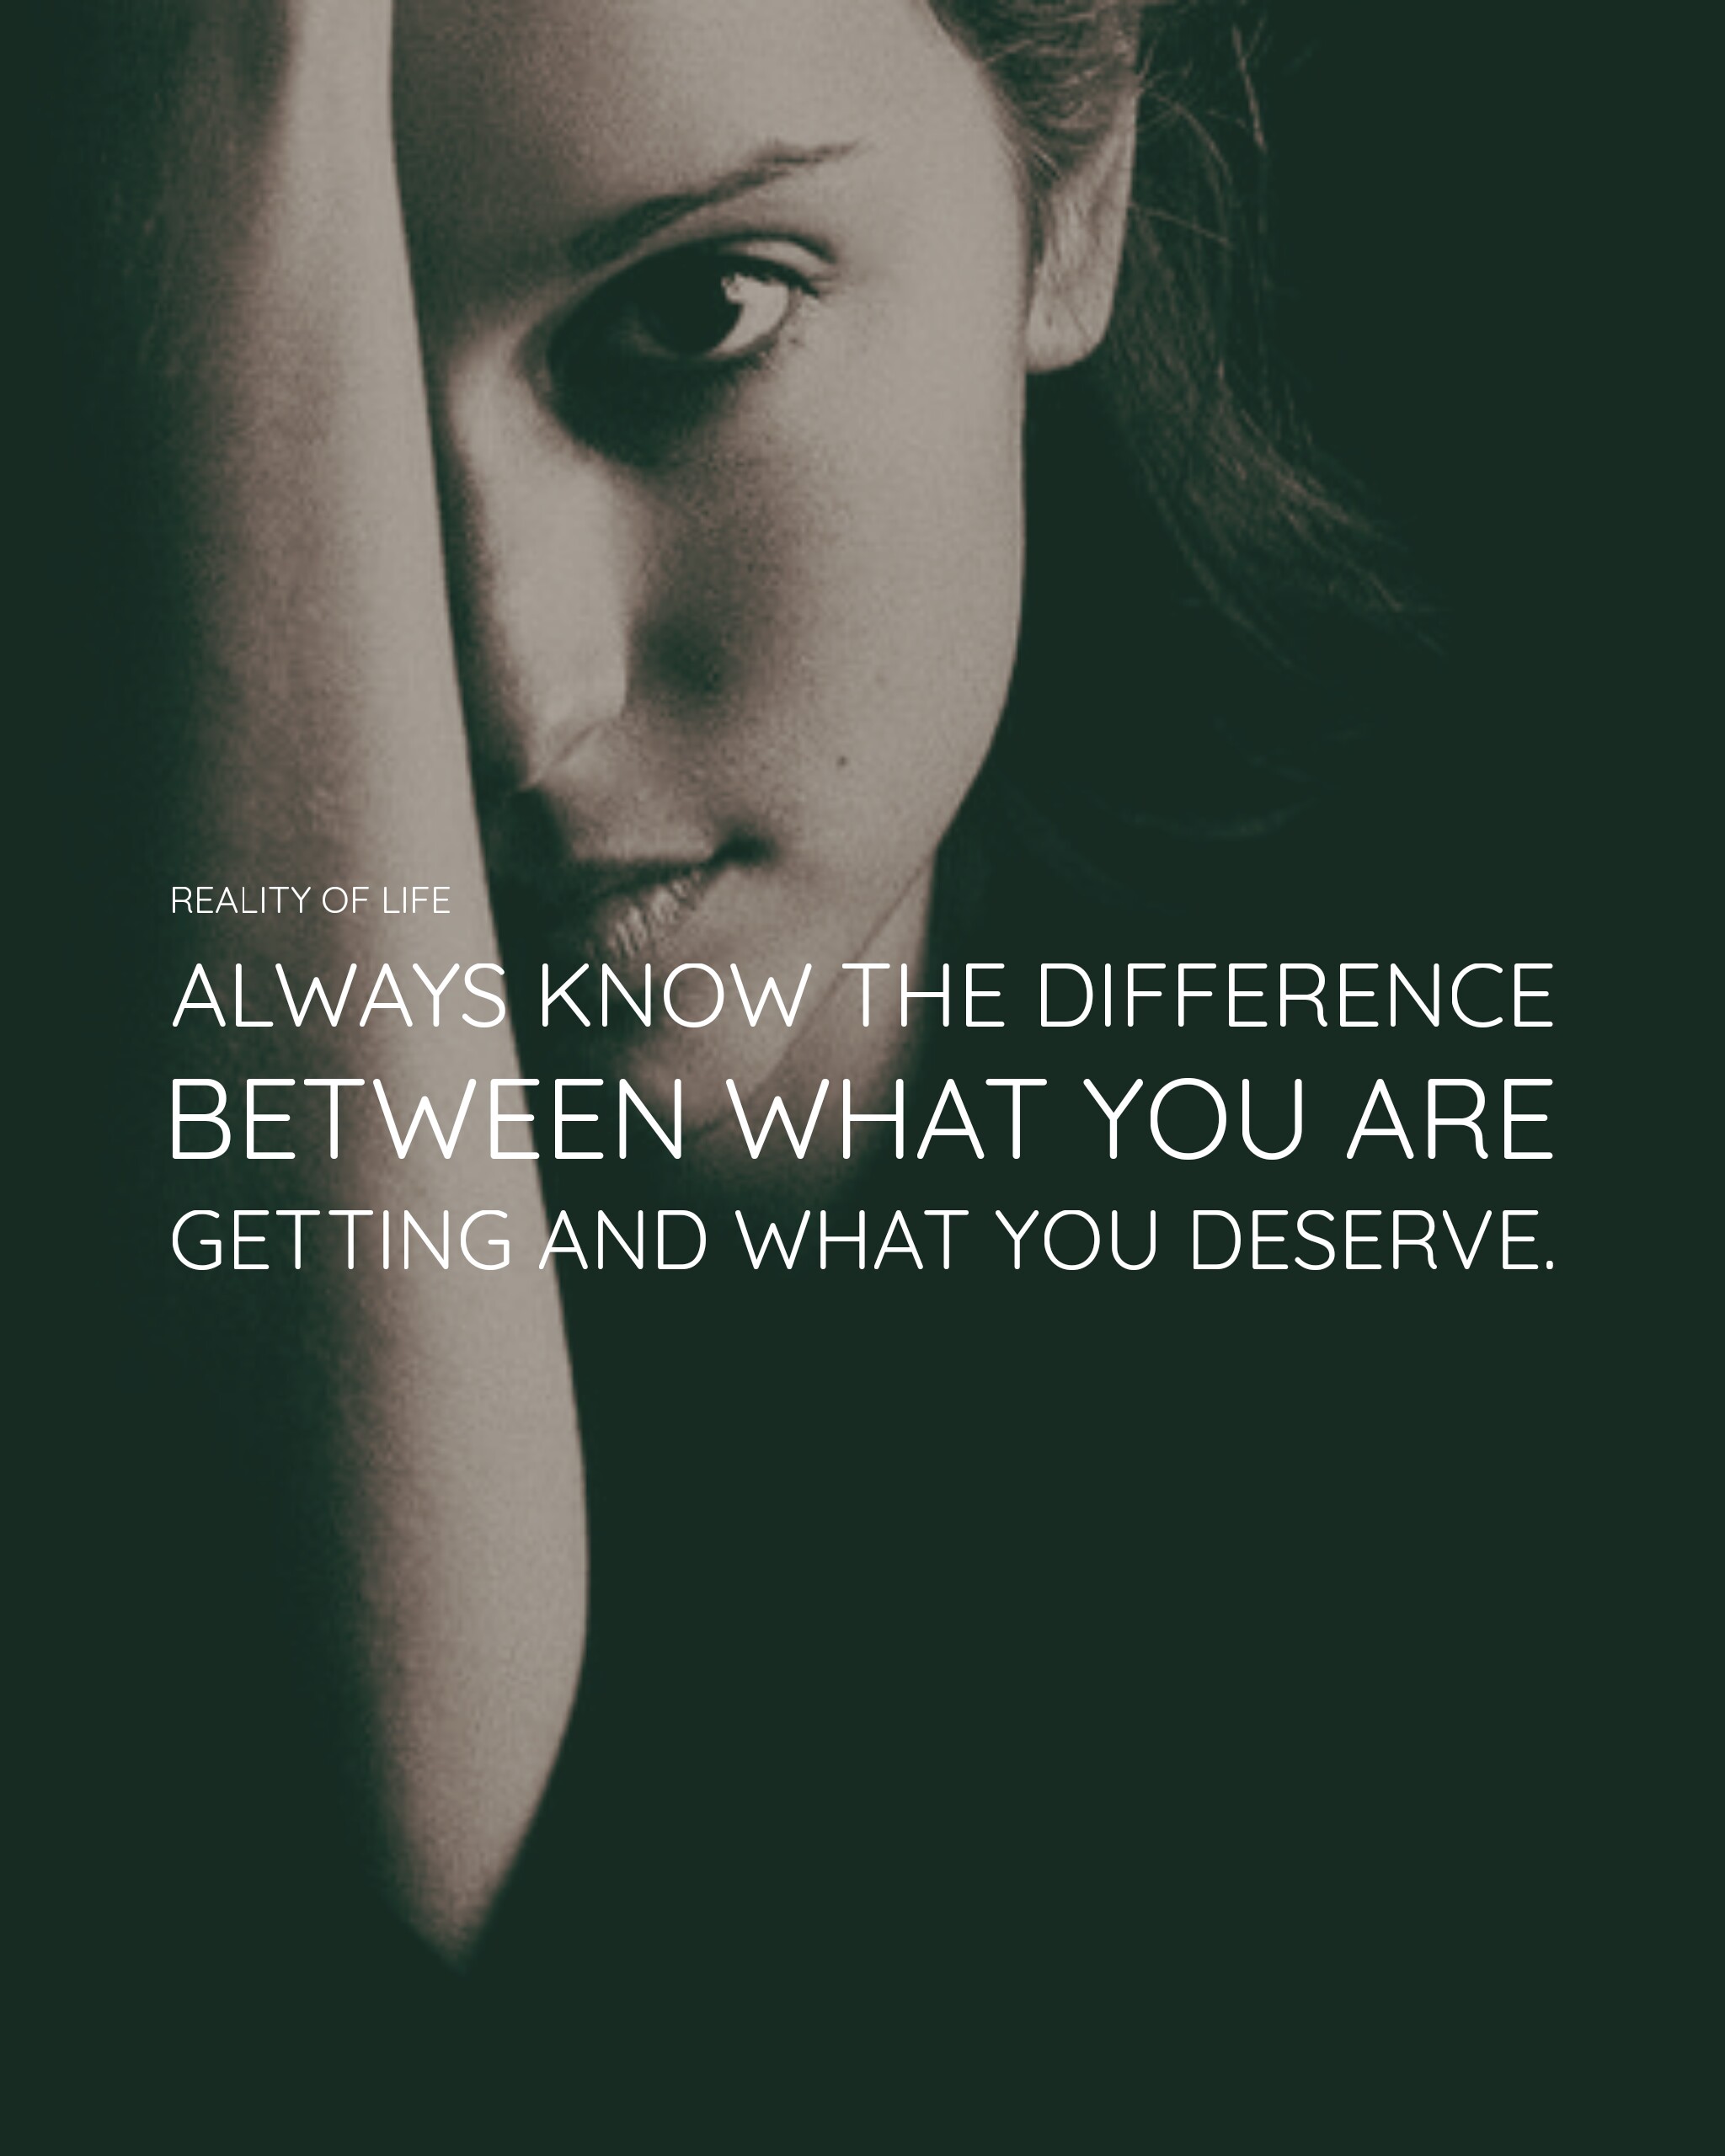 REALITY OF LIFE
ALWAYS KNOW THE DIFFERENCE
BETWEEN WHAT YOU ARE
GETTING AND WHAT YOU DESERVE.